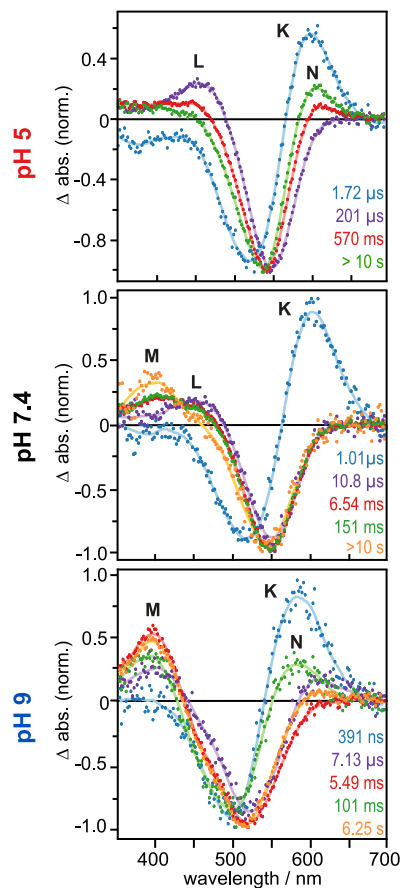 pH 5
Δ abs. (norm.)
0.4
0
-0.4
-0.8
L
K
N
1.72 µs
201 µs
570 ms
> 10 s
pH 7.4
Δ abs. (norm.)
1.0
0.5
0
-0.5
-1.0
M
L
K
1.01µs
10.8 µs
6.54 ms
151 ms
>10 s
pH 9
Δ abs. (norm.)
1.0
0.5
0
-0.5
-1.0
M
K
N
391 ns
7.13 µs
5.49 ms
101 ms
6.25 s
400 500 600 700
wavelength / nm